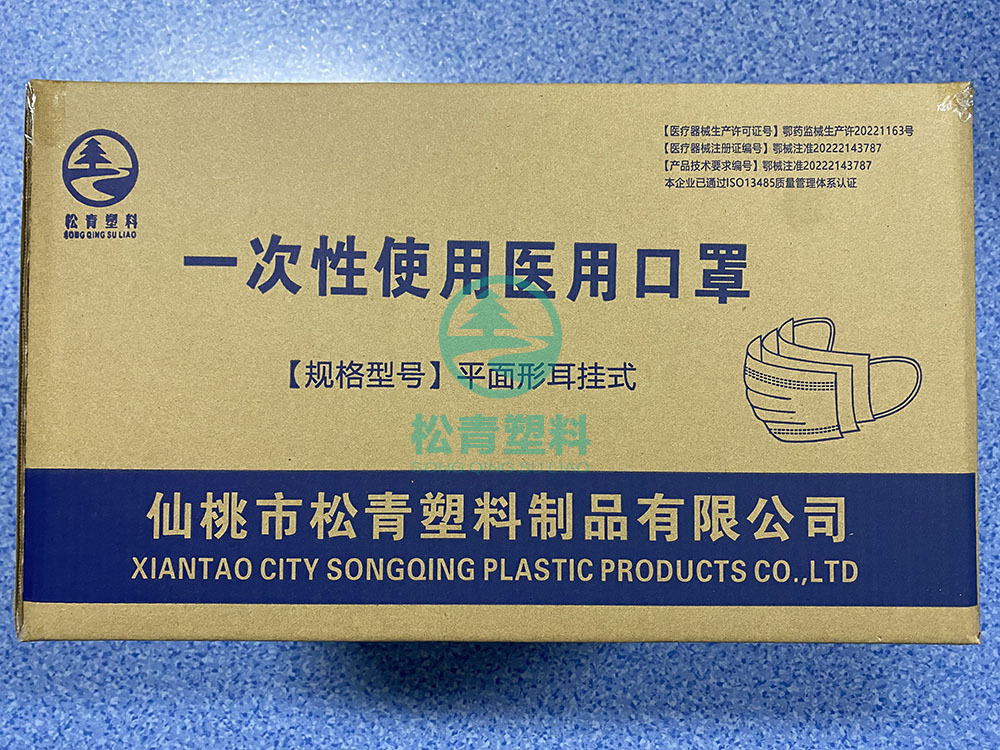 【医疗器械生产许可证号】鄂药监械生产许20221163号
【医疗器械注册证编号】鄂械注准20222143787
【产品技术要求编号】鄂械注准20222143787
本企业已通过ISO13485质量管理体系认证
松青塑料
SONG QING SU LIAO
一次性使用医用口罩
【规格型号】平面形耳挂式
松青塑料
SONG QING SU LIAO
仙桃市松青塑料制品有限公司
XIANTAO CITY SONGQING PLASTIC PRODUCTS CO.,LTD